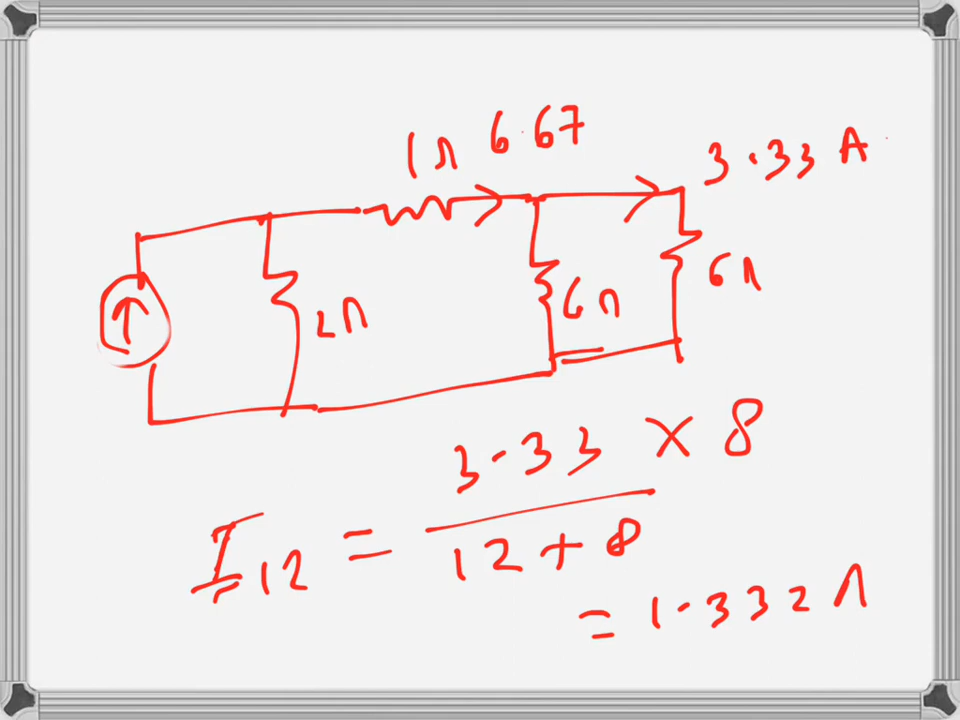 1Ω 6.67
3.33 A
2Ω
6Ω
6Ω
3.33 × 8
I12 = 12 + 8
= 1.332 A